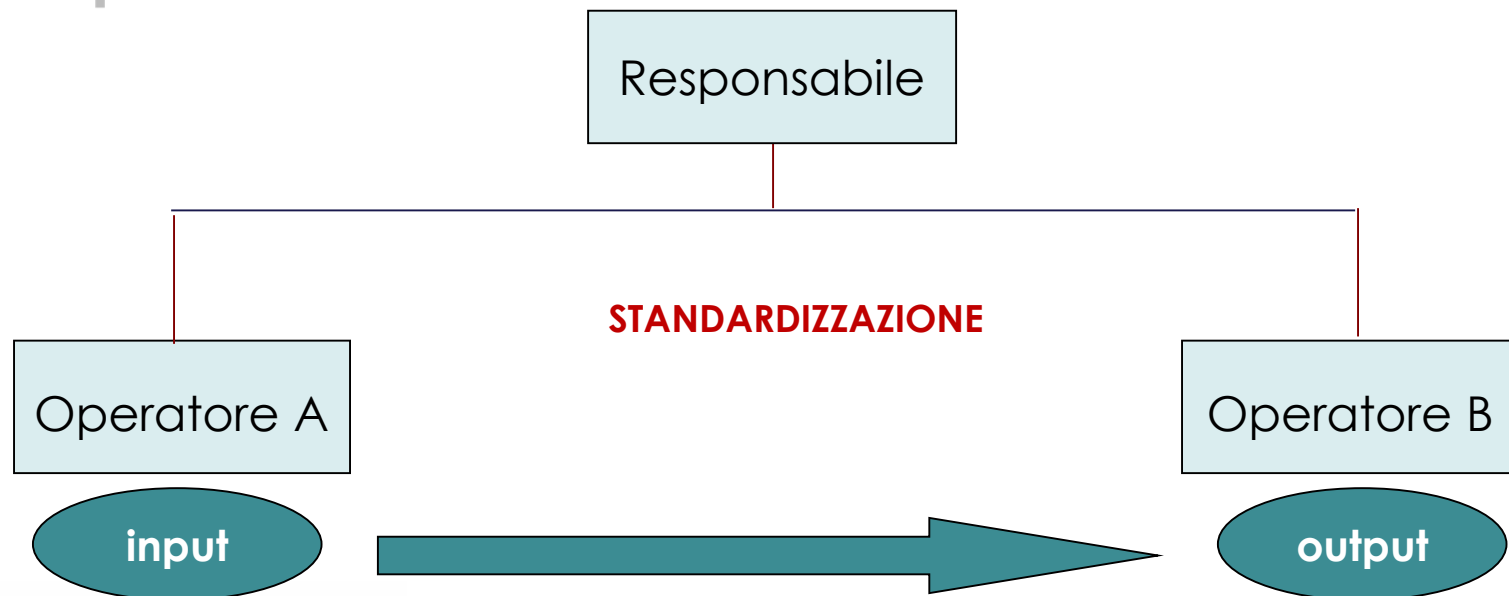 Responsabile
STANDARDIZZAZIONE
Operatore A
Operatore B
input
output